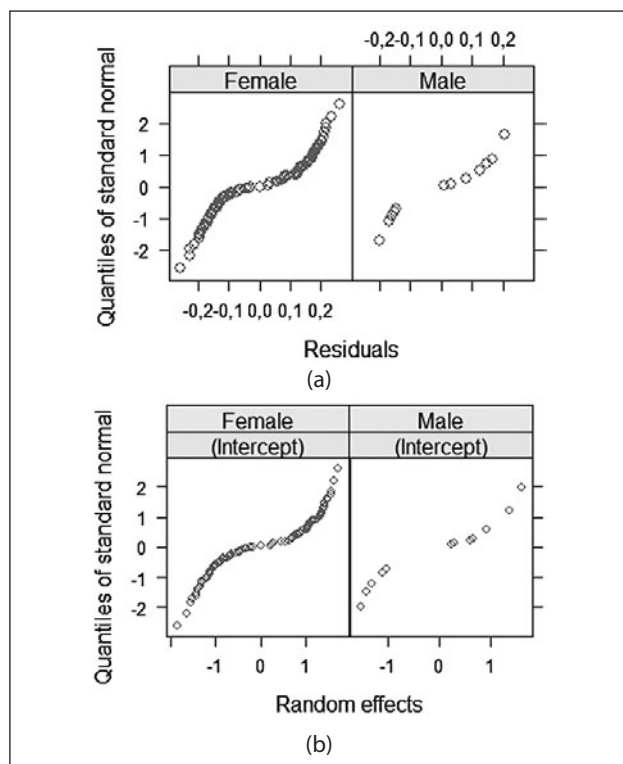 -0,2-0,1 0,0 0,1 0,2
Female Male
Quantiles of standard normal
2
1
0
-1
-2
-0,2-0,1 0,0 0,1 0,2
Residuals
(a)
Female Male
(Intercept) (Intercept)
Quantiles of standard normal
2
1
0
-1
-2
-1 0 1 -1 0 1
Random effects
(b)